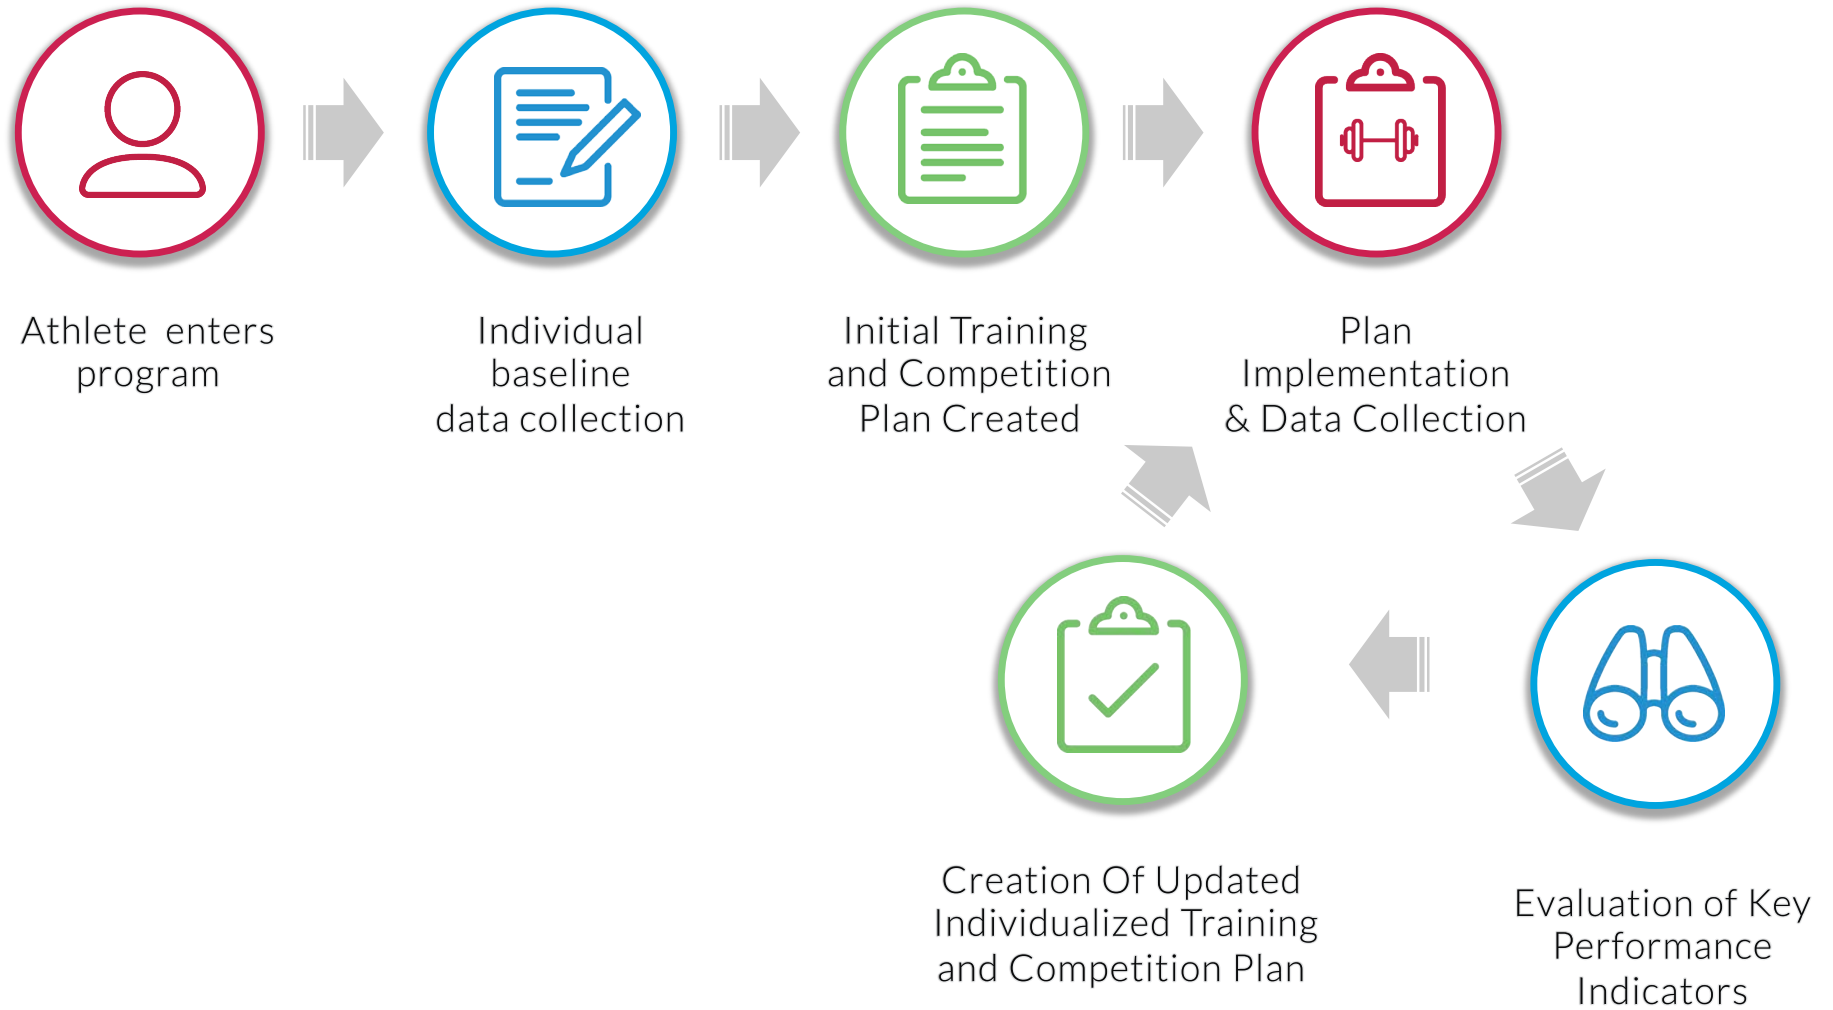 Athlete enters
program
Individual
baseline
data collection
Initial Training
and Competition
Plan Created
Plan
Implementation
& Data Collection
Evaluation of Key
Performance
Indicators
Creation Of Updated
Individualized Training
and Competition Plan